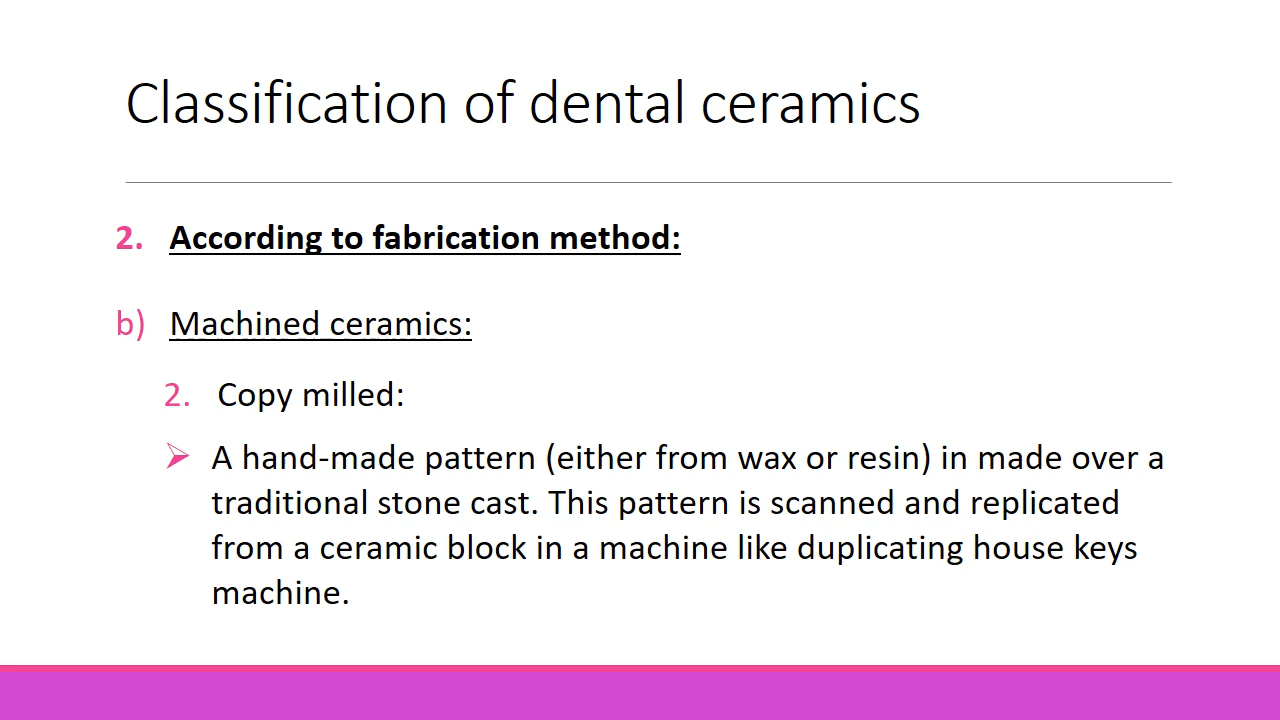 Classification of dental ceramics
2. According to fabrication method:
b) Machined ceramics:
2. Copy milled:
A hand-made pattern (either from wax or resin) in made over a
traditional stone cast. This pattern is scanned and replicated
from a ceramic block in a machine like duplicating house keys
machine.